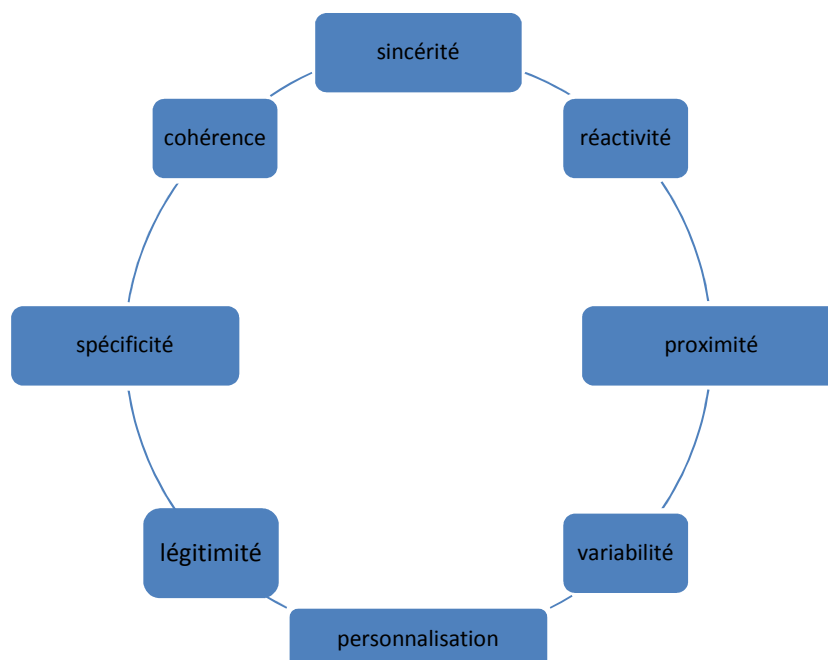 sincérité
cohérence
réactivité
spécificité
proximité
légitimité
variabilité
personnalisation